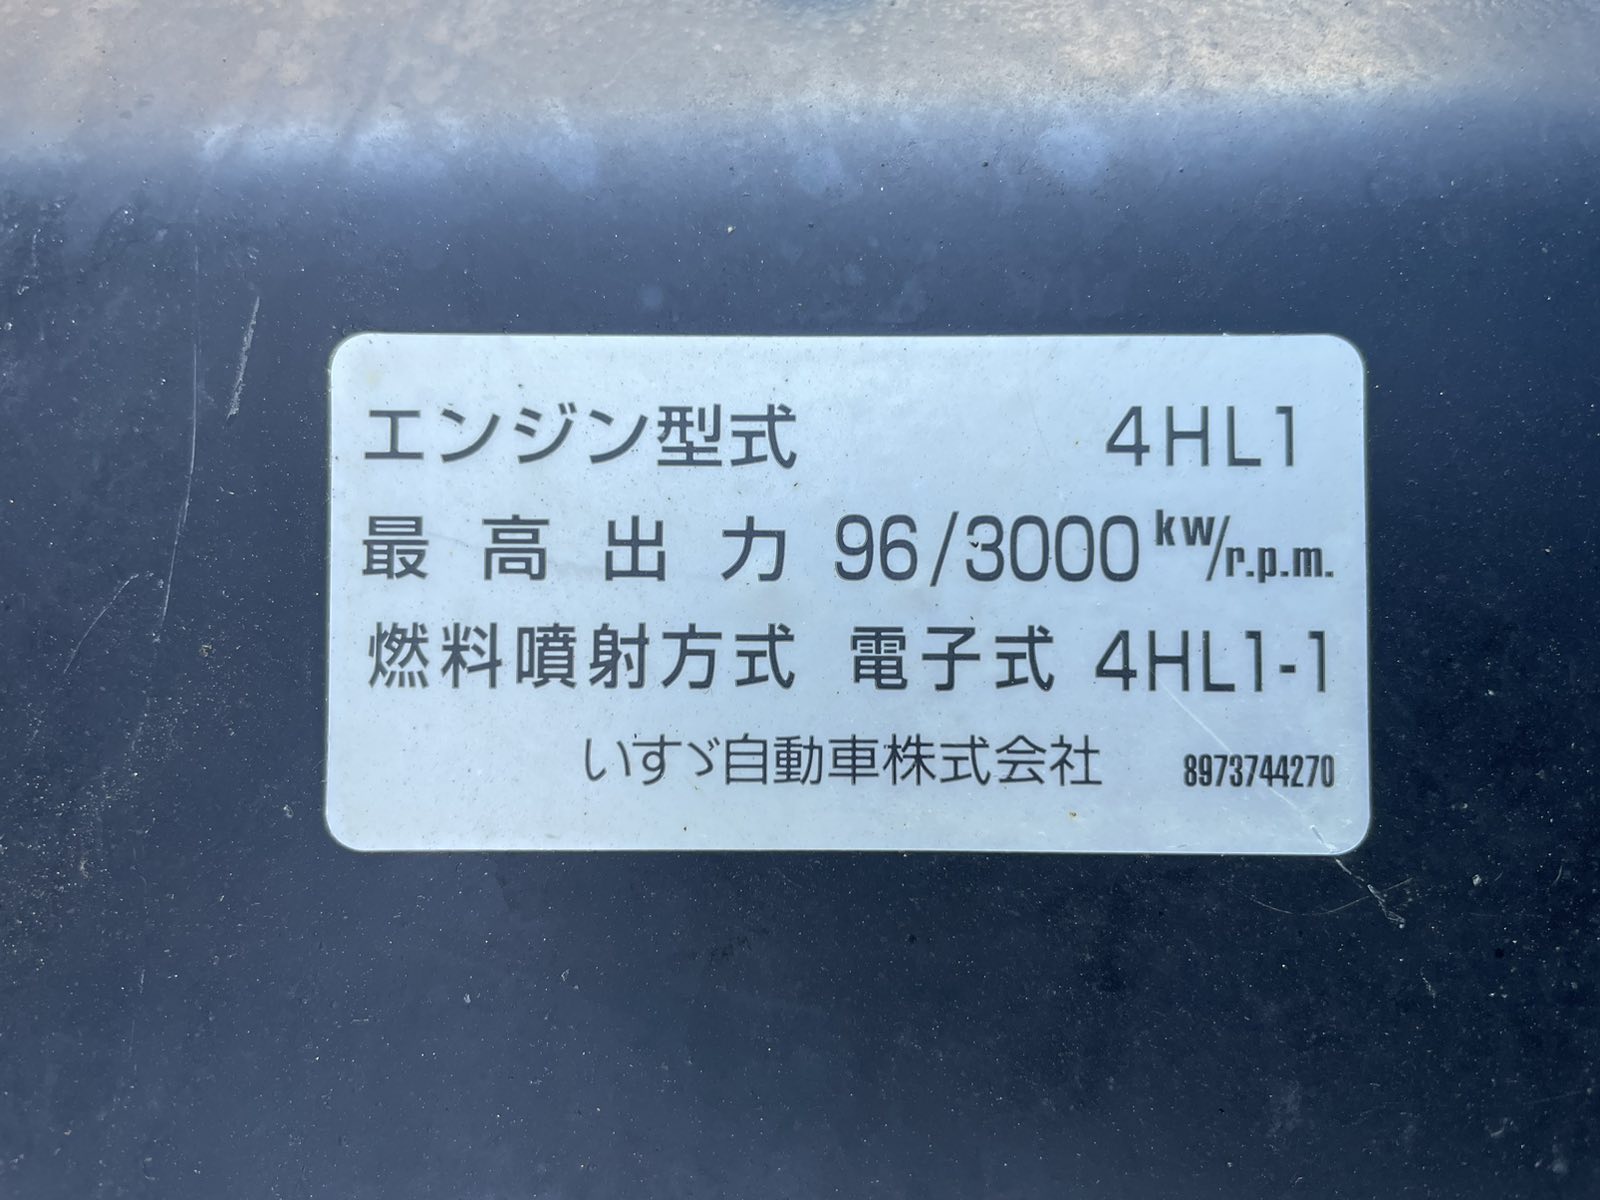 エンジン型式 4HL1
最高出力 96/3000 kW/r.p.m.
燃料噴射方式 電子式 4HL1-1
いすゞ自動車株式会社 8973744270